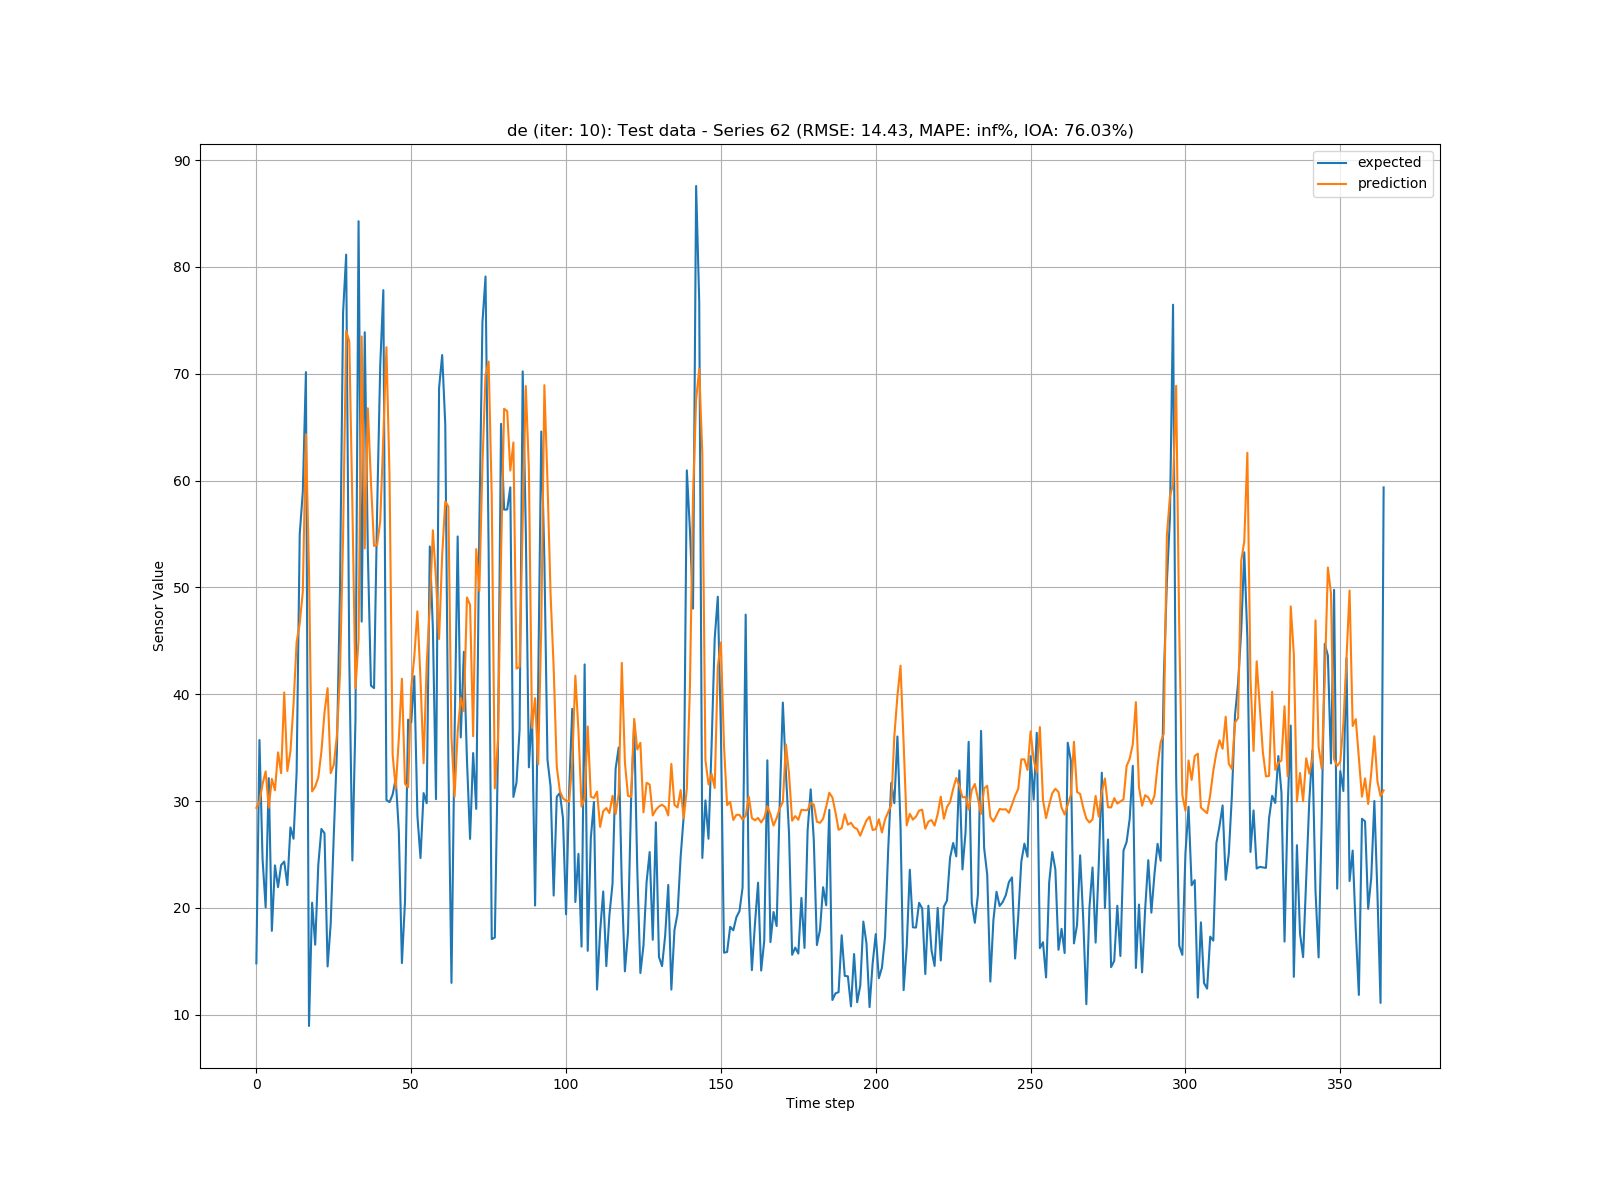 de (iter: 10): Test data - Series 62 (RMSE: 14.43, MAPE: inf%, IOA: 76.03%)
expected
prediction
90
80
70
60
50
40
30
20
10
Sensor Value
0 50 100 150 200 250 300 350
Time step